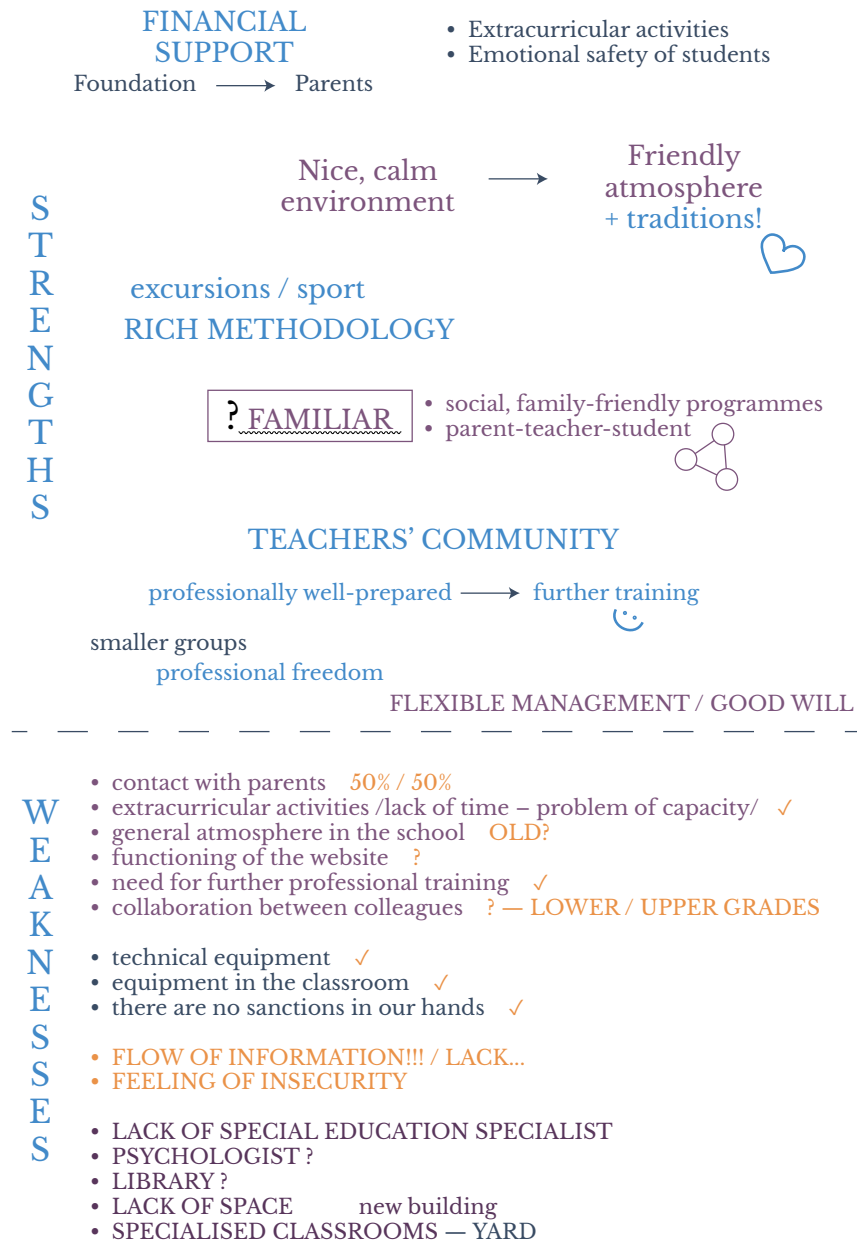 FINANCIAL
SUPPORT
Foundation → Parents
• Extracurricular activities
• Emotional safety of students
Nice, calm
environment
→
Friendly
atmosphere
+ traditions!
STRENGTHS
excursions / sport
RICH METHODOLOGY
? FAMILIAR
• social, family-friendly programmes
• parent-teacher-student
TEACHERS’ COMMUNITY
professionally well-prepared → further training
smaller groups
professional freedom
FLEXIBLE MANAGEMENT / GOOD WILL
WEAKNESSES
• contact with parents 50% / 50%
• extracurricular activities /lack of time – problem of capacity/ ✓
• general atmosphere in the school OLD?
• functioning of the website ?
• need for further professional training ✓
• collaboration between colleagues ? — LOWER / UPPER GRADES
• technical equipment ✓
• equipment in the classroom ✓
• there are no sanctions in our hands ✓
• FLOW OF INFORMATION!!! / LACK...
• FEELING OF INSECURITY
• LACK OF SPECIAL EDUCATION SPECIALIST
• PSYCHOLOGIST ?
• LIBRARY ?
• LACK OF SPACE new building
• SPECIALISED CLASSROOMS — YARD